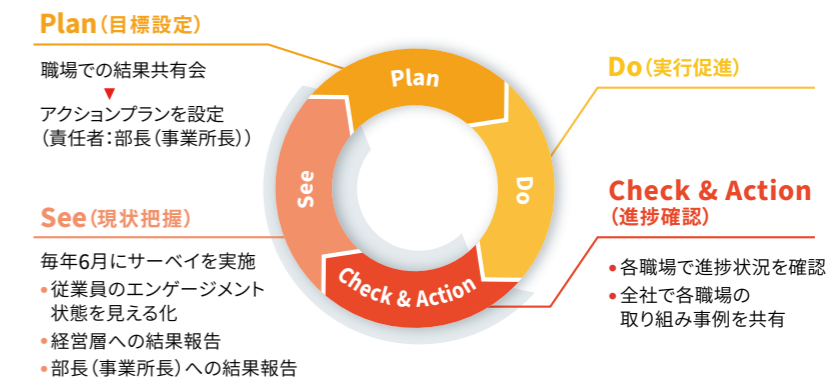 Plan（目標設定）
職場での結果共有会
▼
アクションプランを設定
（責任者：部長（事業所長））
See（現状把握）
毎年6月にサーベイを実施
•従業員のエンゲージメント
状態を見える化
•経営層への結果報告
•部長（事業所長）への結果報告
Plan
Do
Check & Action
See
Do（実行促進）
Check & Action
（進捗確認）
•各職場で進捗状況を確認
•全社で各職場の
取り組み事例を共有